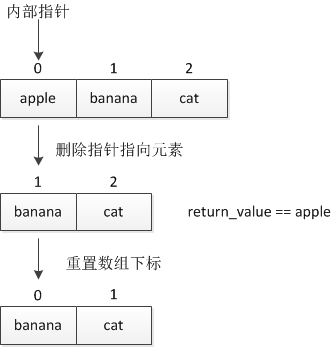 内部指针
0 1 2
apple banana cat
删除指针指向元素
1 2
banana cat return_value == apple
重置数组下标
0 1
banana cat